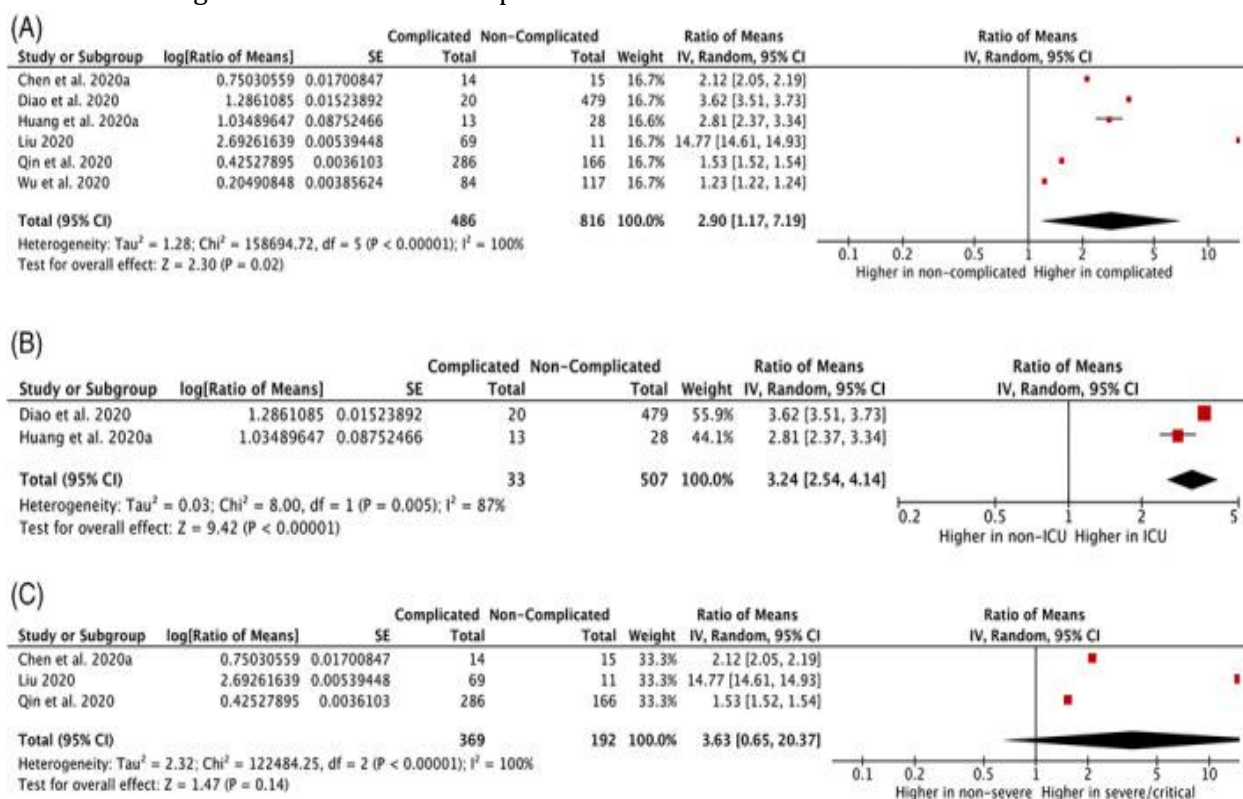 (A)
Complicated Non-Complicated Ratio of Means Ratio of Means
Study or Subgroup log[Ratio of Means] SE Total Total Weight IV, Random, 95% CI IV, Random, 95% CI
Chen et al. 2020a 0.75030559 0.01700847 14 15 16.7% 2.12 [2.05, 2.19]
Diao et al. 2020 1.2861085 0.01523892 20 479 16.7% 3.62 [3.51, 3.73]
Huang et al. 2020a 1.03489647 0.08752466 13 28 16.6% 2.81 [2.37, 3.34]
Liu 2020 2.69261639 0.00539448 69 11 16.7% 14.77 [14.61, 14.93]
Qin et al. 2020 0.42527895 0.0036103 286 166 16.7% 1.53 [1.52, 1.54]
Wu et al. 2020 0.20490848 0.00385624 84 117 16.7% 1.23 [1.22, 1.24]
Total (95% CI) 486 816 100.0% 2.90 [1.17, 7.19]
Heterogeneity: Tau² = 1.28; Chi² = 158694.72, df = 5 (P < 0.00001); I² = 100%
Test for overall effect: Z = 2.30 (P = 0.02)
0.1 0.2 0.5 1 2 5 10
Higher in non-complicated Higher in complicated
(B)
Complicated Non-Complicated Ratio of Means Ratio of Means
Study or Subgroup log[Ratio of Means] SE Total Total Weight IV, Random, 95% CI IV, Random, 95% CI
Diao et al. 2020 1.2861085 0.01523892 20 479 55.9% 3.62 [3.51, 3.73]
Huang et al. 2020a 1.03489647 0.08752466 13 28 44.1% 2.81 [2.37, 3.34]
Total (95% CI) 33 507 100.0% 3.24 [2.54, 4.14]
Heterogeneity: Tau² = 0.03; Chi² = 8.00, df = 1 (P = 0.005); I² = 87%
Test for overall effect: Z = 9.42 (P < 0.00001)
0.2 0.5 1 2 5
Higher in non-ICU Higher in ICU
(C)
Complicated Non-Complicated Ratio of Means Ratio of Means
Study or Subgroup log[Ratio of Means] SE Total Total Weight IV, Random, 95% CI IV, Random, 95% CI
Chen et al. 2020a 0.75030559 0.01700847 14 15 33.3% 2.12 [2.05, 2.19]
Liu 2020 2.69261639 0.00539448 69 11 33.3% 14.77 [14.61, 14.93]
Qin et al. 2020 0.42527895 0.0036103 286 166 33.3% 1.53 [1.52, 1.54]
Total (95% CI) 369 192 100.0% 3.63 [0.65, 20.37]
Heterogeneity: Tau² = 2.32; Chi² = 122484.25, df = 2 (P < 0.00001); I² = 100%
Test for overall effect: Z = 1.47 (P = 0.14)
0.1 0.2 0.5 1 2 5 10
Higher in non-severe Higher in severe/critical